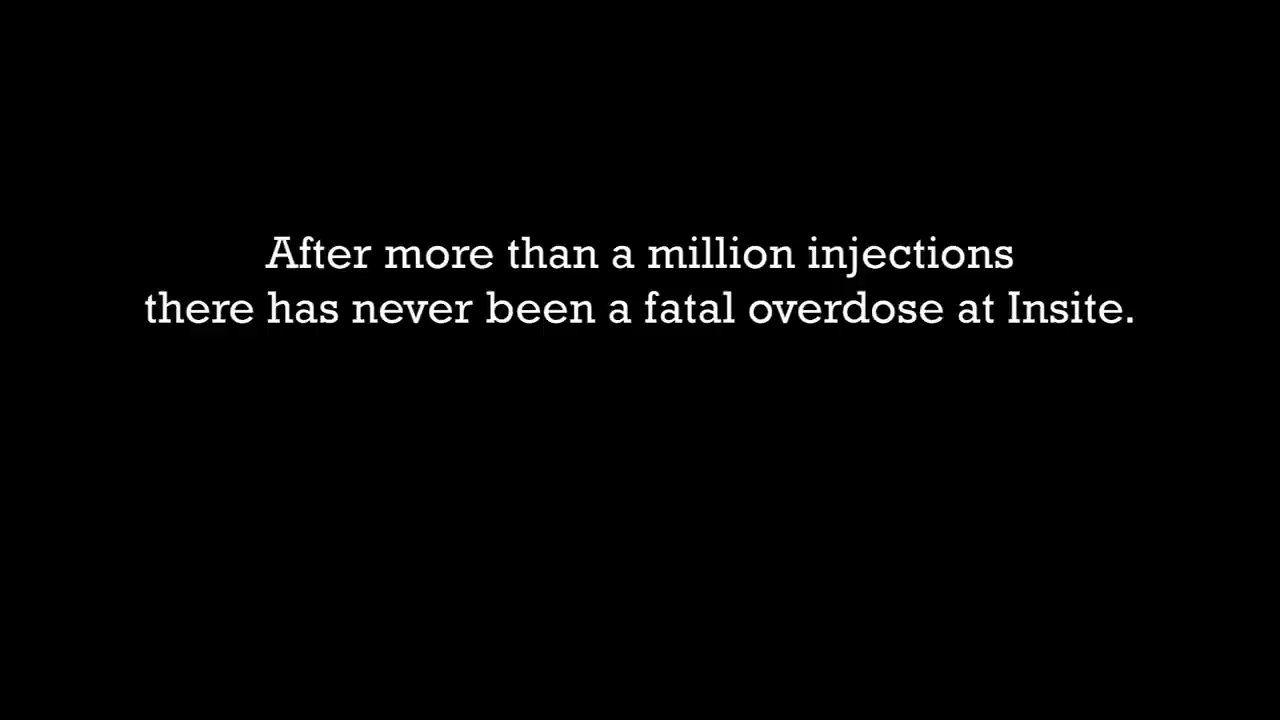 After more than a million injections
there has never been a fatal overdose at Insite.